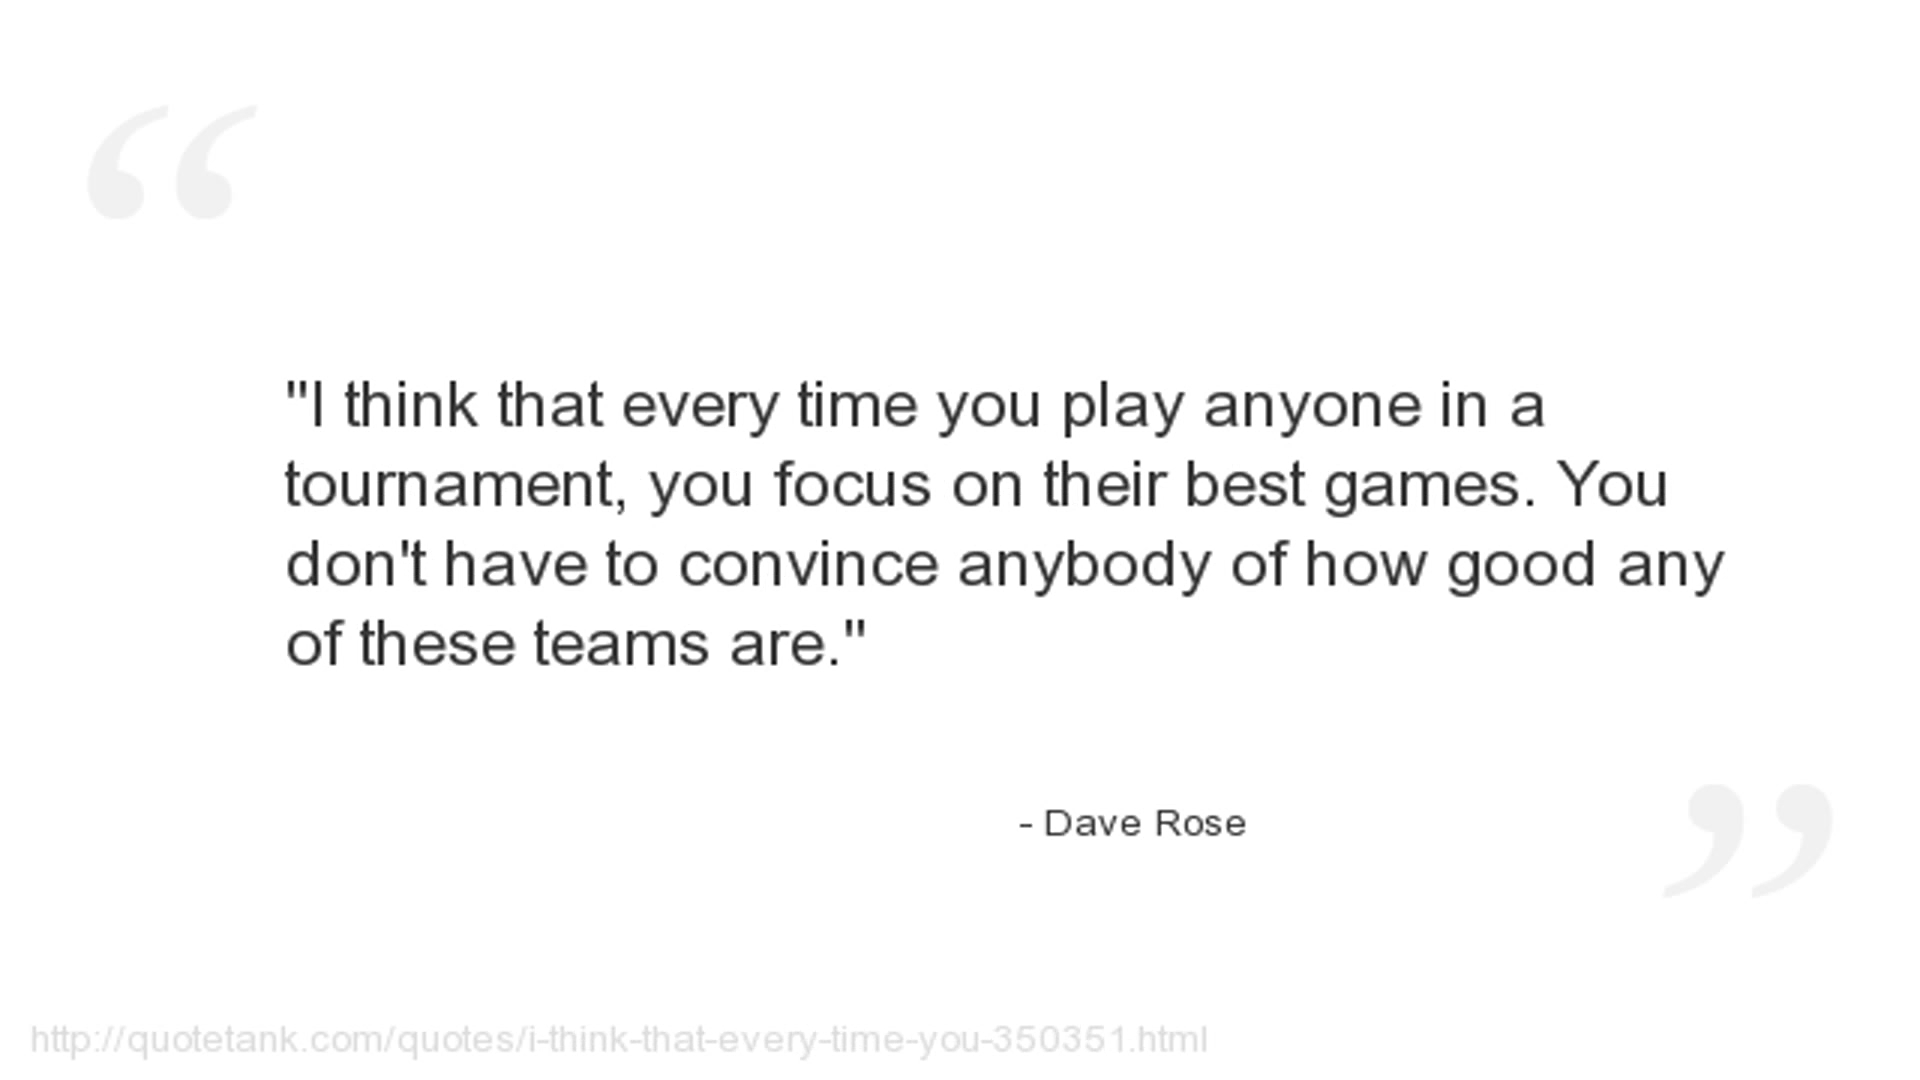 "I think that every time you play anyone in a
tournament, you focus on their best games. You
don't have to convince anybody of how good any
of these teams are."
- Dave Rose
http://quotetank.com/quotes/i-think-that-every-time-you-350351.html